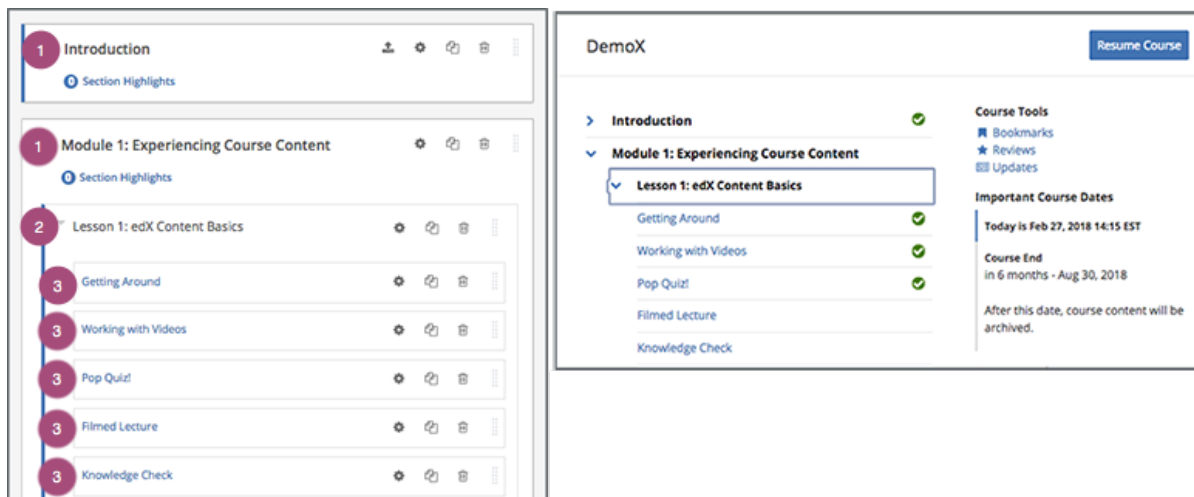 1 Introduction
0 Section Highlights
1 Module 1: Experiencing Course Content
0 Section Highlights
2 Lesson 1: edX Content Basics
3 Getting Around
3 Working with Videos
3 Pop Quiz!
3 Filmed Lecture
3 Knowledge Check
DemoX
Resume Course
Introduction
Module 1: Experiencing Course Content
Lesson 1: edX Content Basics
Getting Around
Working with Videos
Pop Quiz!
Filmed Lecture
Knowledge Check
Course Tools
Bookmarks
Reviews
Updates
Important Course Dates
Today is Feb 27, 2018 14:15 EST
Course End
in 6 months - Aug 30, 2018
After this date, course content will be
archived.